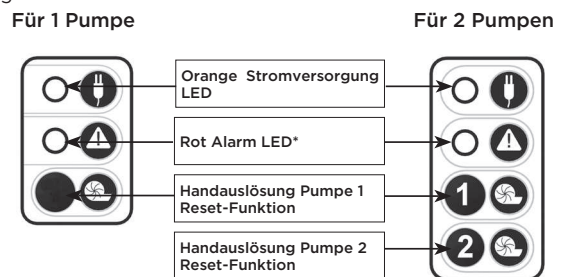 Für 1 Pumpe
Für 2 Pumpen
Orange Stromversorgung
LED
Rot Alarm LED*
Handauslösung Pumpe 1
Reset-Funktion
1
Handauslösung Pumpe 2
Reset-Funktion
2